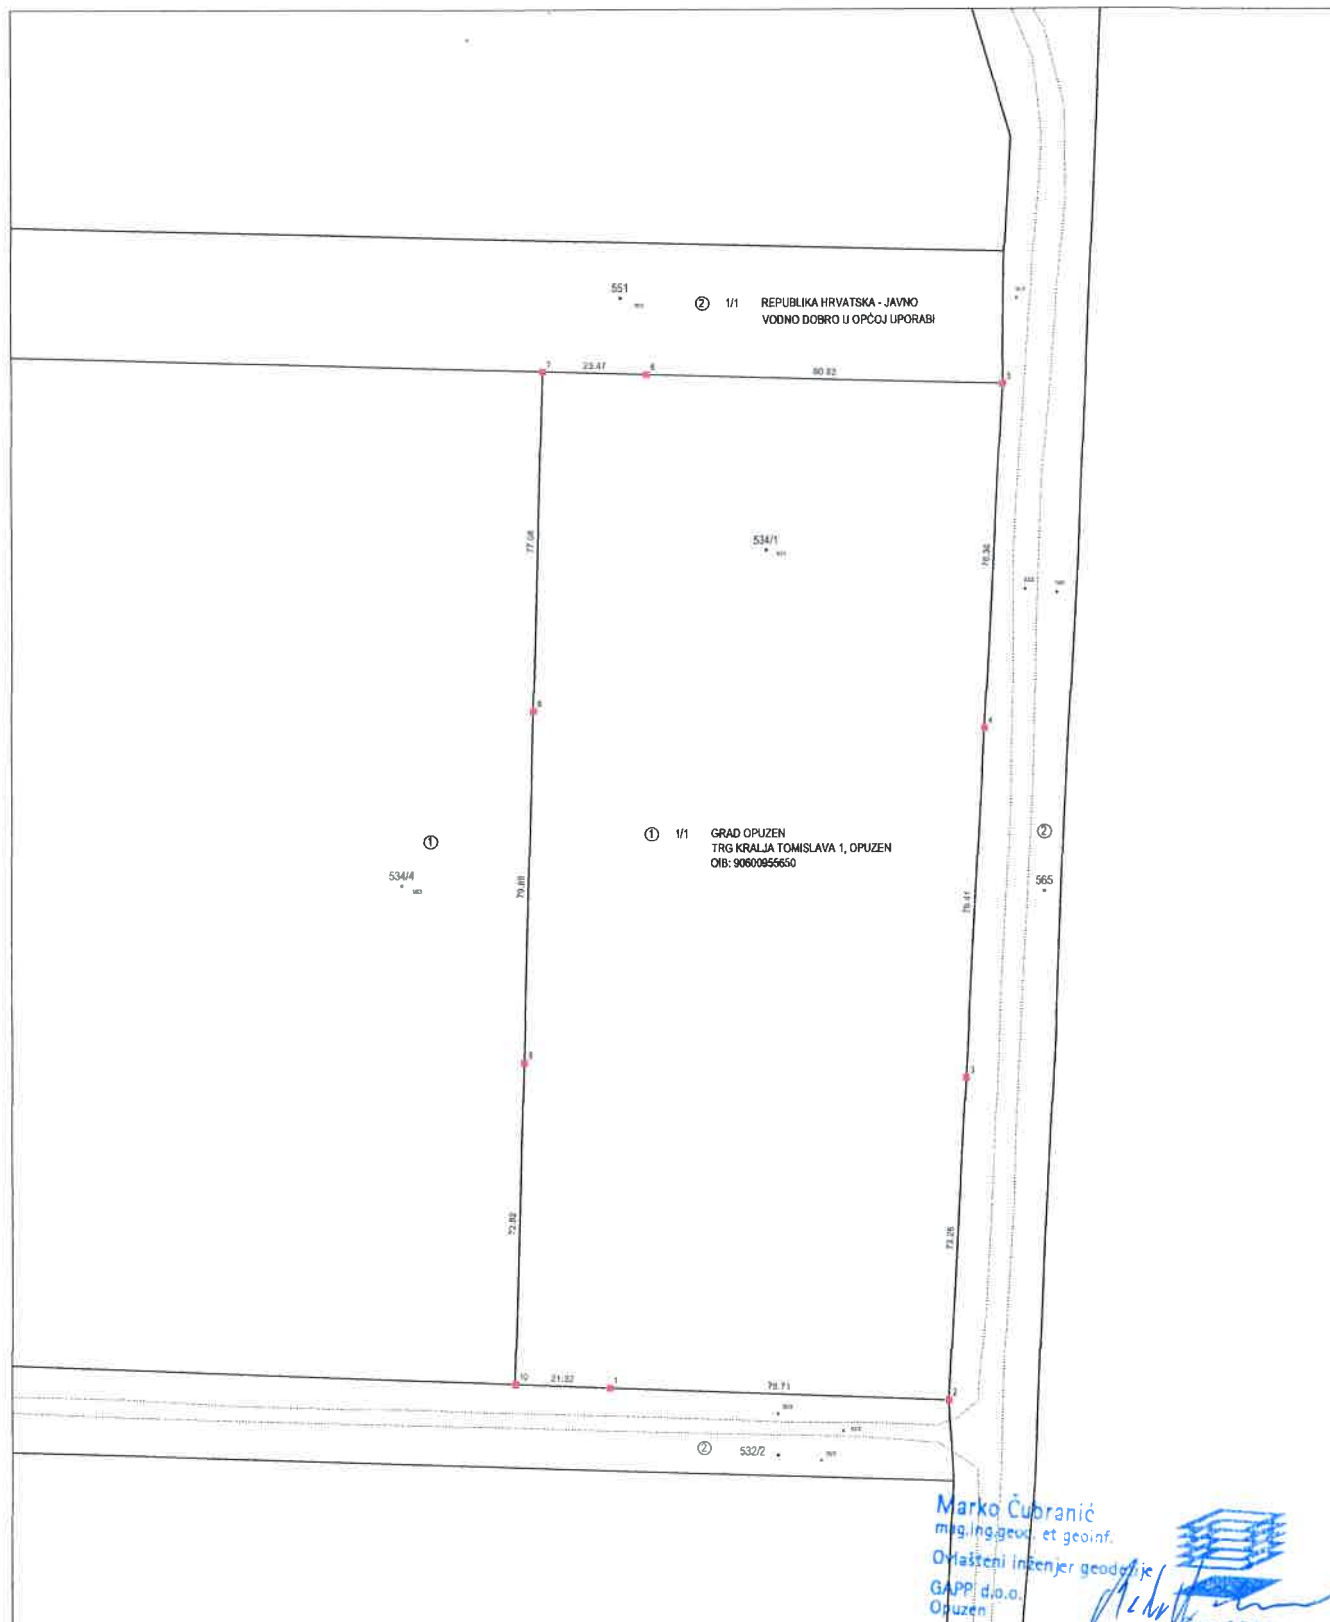 551
② 1/1 REPUBLIKA HRVATSKA - JAVNO
VODNO DOBRO U OPĆOJ UPORABI
7
23.47
6
80.82
5
534/1
77.08
78.36
8
4
① 1/1 GRAD OPUZEN
TRG KRALJA TOMISLAVA 1, OPUZEN
OIB: 90600955650
①
534/4
②
565
79.89
79.41
9
3
72.82
73.26
10
21.52
1
78.71
2
② 532/2
Marko Čubranić
mag.ing.geod. et geoinf.
Ovlašteni inženjer geodezije
GAPP d.o.o.
Opuzen